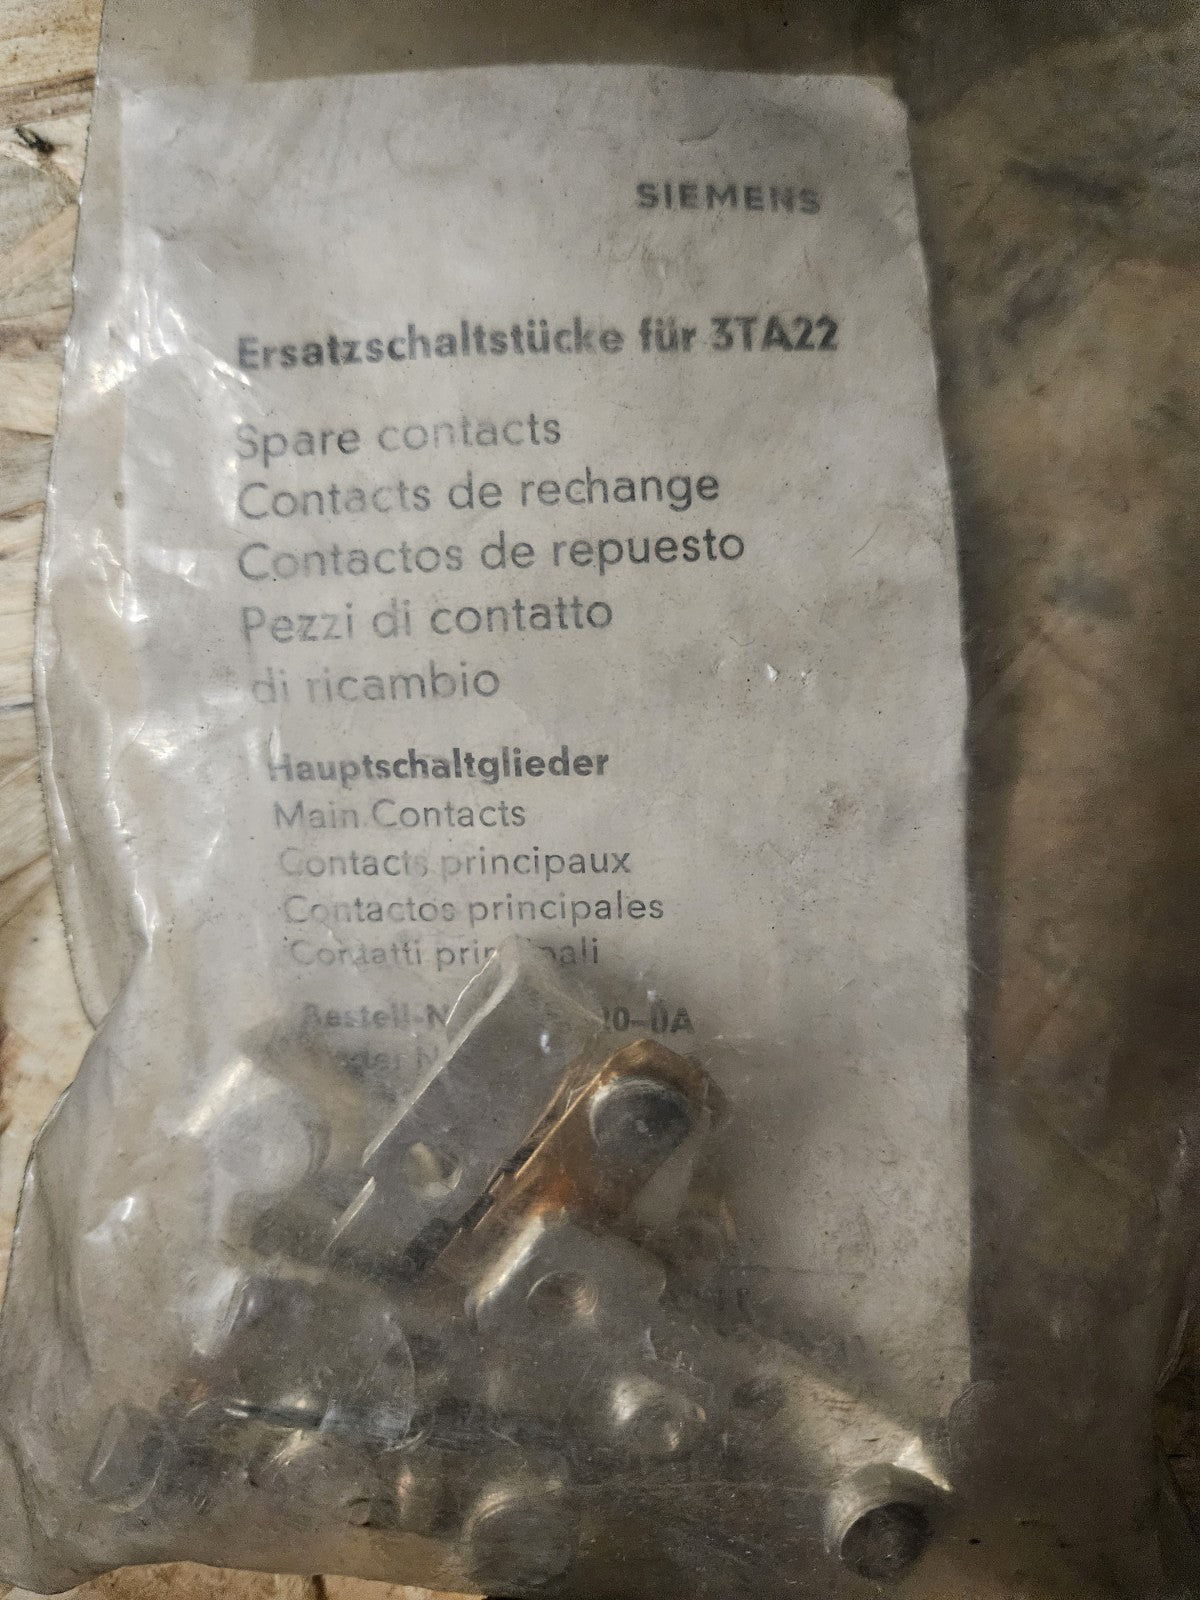 SIEMENS
Ersatzschaltstücke für 3TA22
Spare contacts
Contacts de rechange
Contactos de repuesto
Pezzi di contatto
di ricambio
Hauptschaltglieder
Main Contacts
Contacts principaux
Contactos principales
Contatti